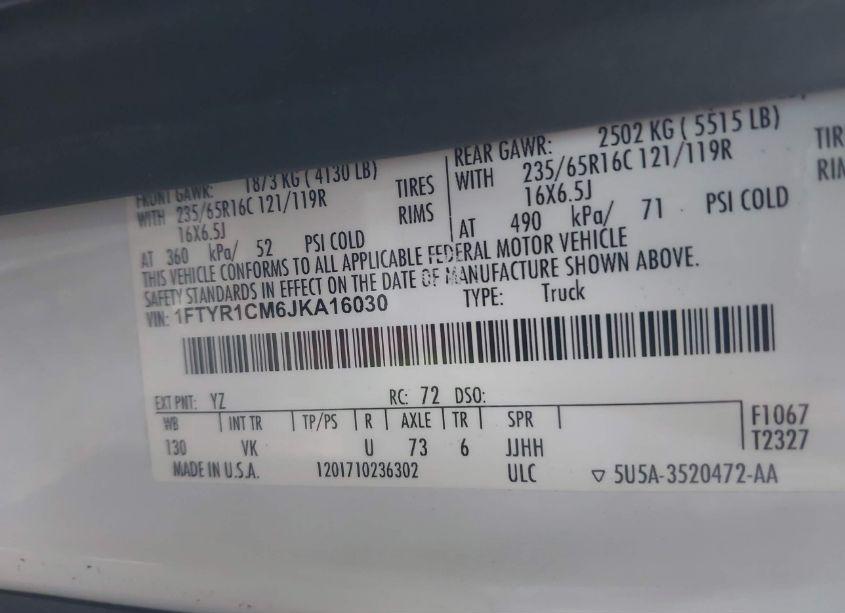 FRONT GAWR: 1873 KG ( 4130 LB)
WITH 235/65R16C 121/119R TIRES
16X6.5J RIMS
AT 360 kPa/ 52 PSI COLD
REAR GAWR: 2502 KG ( 5515 LB)
WITH 235/65R16C 121/119R TIRE
16X6.5J RIM
AT 490 kPa/ 71 PSI COLD
THIS VEHICLE CONFORMS TO ALL APPLICABLE FEDERAL MOTOR VEHICLE
SAFETY STANDARDS IN EFFECT ON THE DATE OF MANUFACTURE SHOWN ABOVE.
VIN: 1FTYR1CM6JKA16030 TYPE: Truck
EXT PNT: YZ RC: 72 DSO:
WB INT TR TP/PS R AXLE TR SPR
130 VK U 73 6 JJHH
F1067
T2327
MADE IN U.S.A. 1201710236302 ULC ▽ 5U5A-3520472-AA